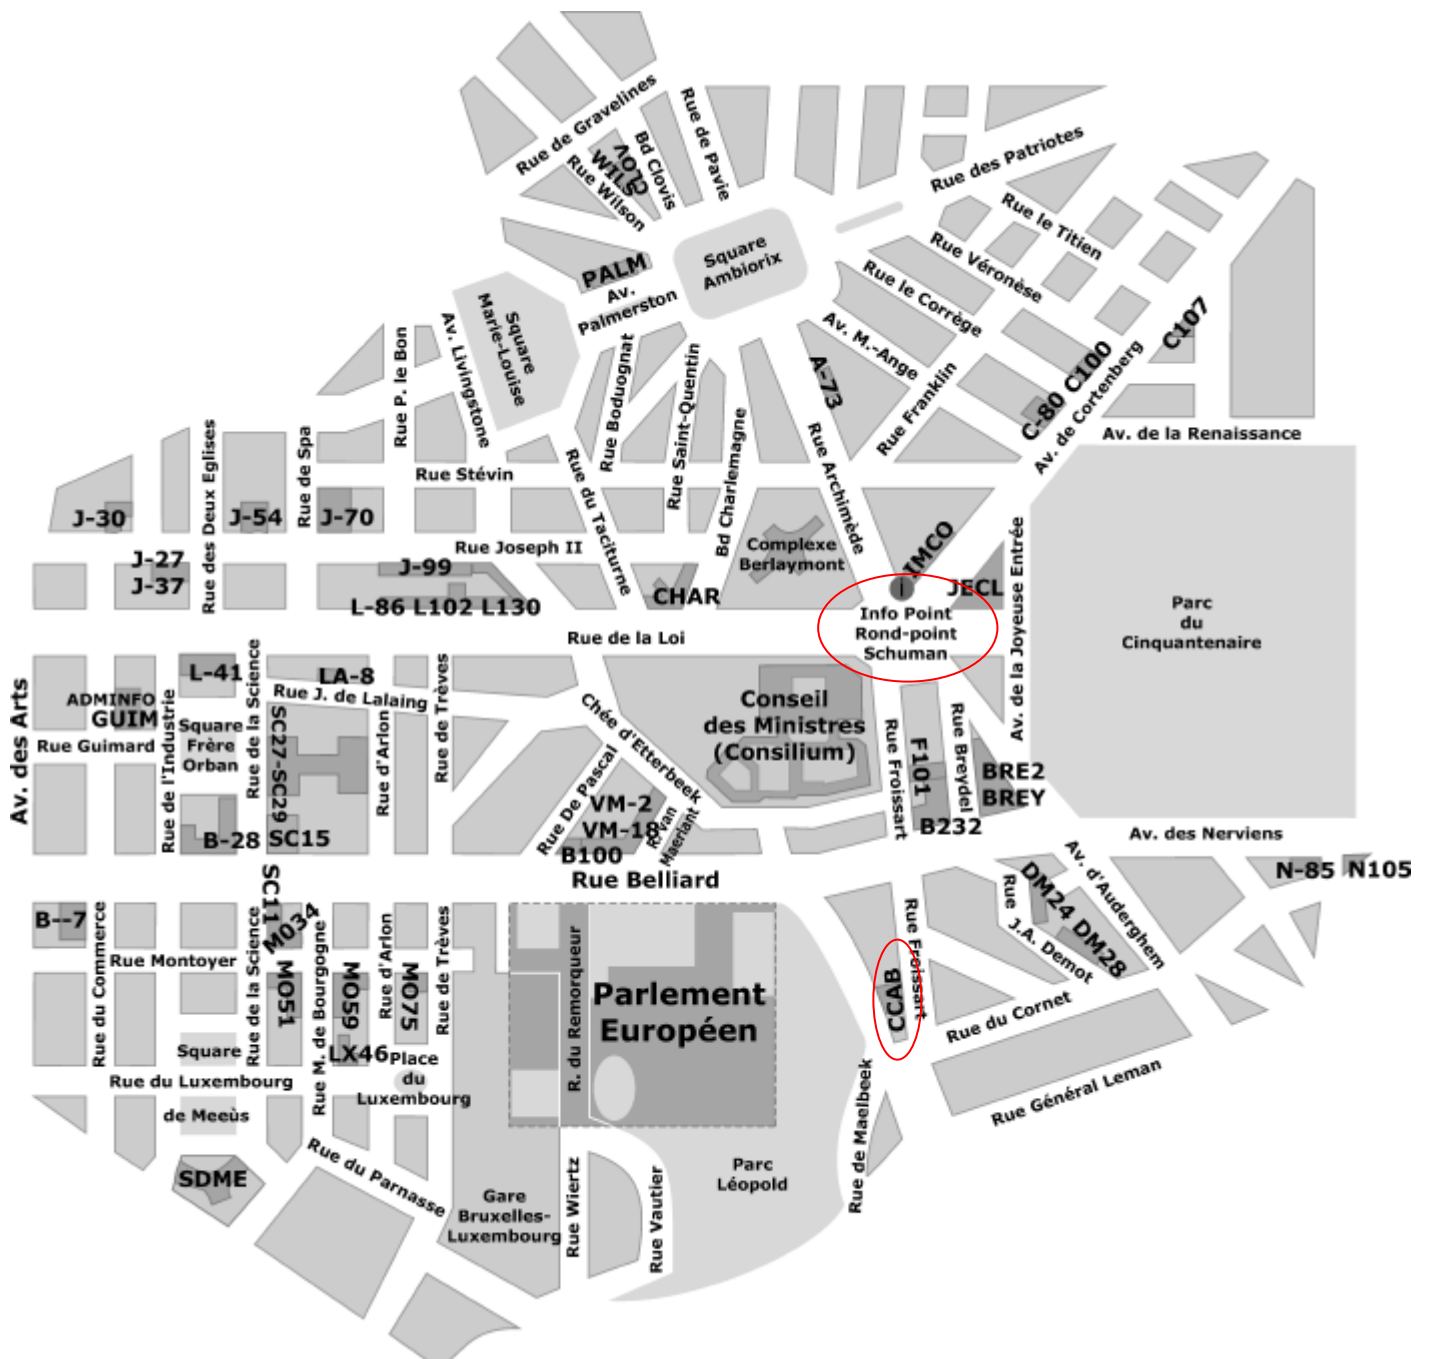 Rue de Gravelines
Rue de Pavie
Bd Clovis
CLOV
WILS
Rue Wilson
Rue des Patriotes
Rue le Titien
Rue Véronèse
Rue le Corrège
Square
Ambiorix
PALM
Av.
Palmerston
Square
Marie-Louise
Av. Livingstone
Rue P. le Bon
Rue Boduognat
Rue Saint-Quentin
Bd Charlemagne
Av. M.-Ange
A-73
Rue Franklin
C107
C100
C-80
Av. de Cortenberg
Av. de la Renaissance
Rue des Deux Eglises
Rue de Spa
Rue Stévin
Rue du Taciturne
Rue Archimède
J-30
J-54
J-70
Rue Joseph II
J-27
J-37
J-99
L-86 L102 L130
CHAR
Complexe
Berlaymont
IMCO
I
JECL
Info Point
Rond-point
Schuman
Av. de la Joyeuse Entrée
Parc
du
Cinquantenaire
Rue de la Loi
Av. des Arts
ADMINFO
GUIM
Rue Guimard
Rue de l'Industrie
L-41
Square
Frère
Orban
Rue de la Science
LA-8
Rue J. de Lalaing
SC27-SC29
Rue d'Arlon
Rue de Trèves
B-28
SC15
Chée d'Etterbeek
Rue De Pascal
VM-2
VM-18
B100
R. van
Maerlant
Conseil
des Ministres
(Consilium)
Rue Froissart
F101
Rue Breydel
BRE2
BREY
B232
Av. des Nerviens
Rue Belliard
N-85
N105
Av. d'Auderghem
DM24
DM28
Rue
J.A. Demot
B--7
Rue du Commerce
Rue Montoyer
SC11
M034
Rue de la Science
MO51
Rue M. de Bourgogne
MO59
LX46
Rue d'Arlon
MO75
Rue de Trèves
Place
du
Luxembourg
Square
Rue du Luxembourg
de Meeùs
SDME
Rue du Parnasse
R. du Remorqueur
Parlement
Européen
Gare
Bruxelles-
Luxembourg
Rue Wiertz
Rue Vautier
Parc
Léopold
Rue Froissart
CCAB
Rue de Maelbeek
Rue du Cornet
Rue Général Leman